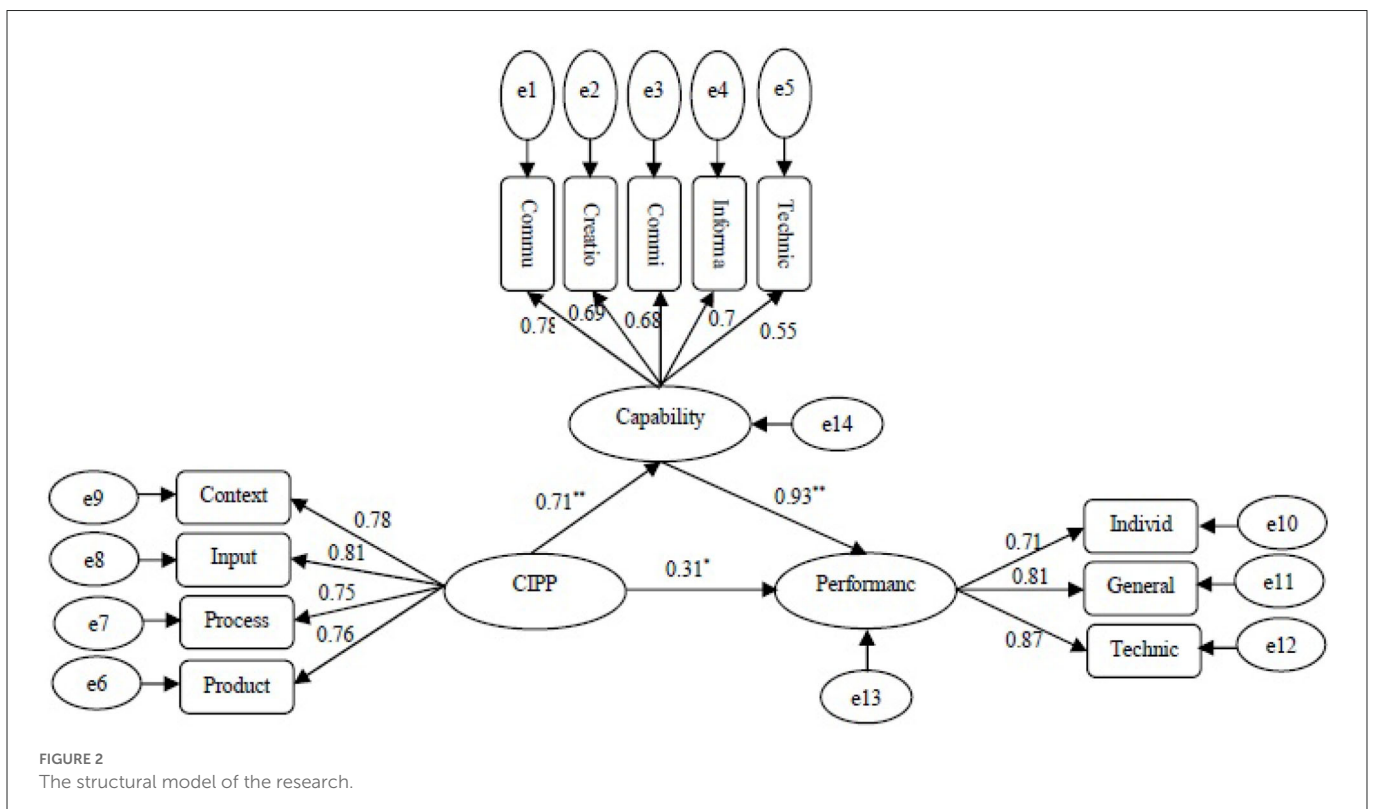 e1 e2 e3 e4 e5
Commu Creatio Commi Informa Technic
0.78 0.69 0.68 0.7 0.55
Capability e14
0.71** 0.93**
e9 Context 0.78
e8 Input 0.81
e7 Process 0.75
e6 Product 0.76
CIPP 0.31* Performanc
0.71 Individ e10
0.81 General e11
0.87 Technic e12
e13
FIGURE 2
The structural model of the research.